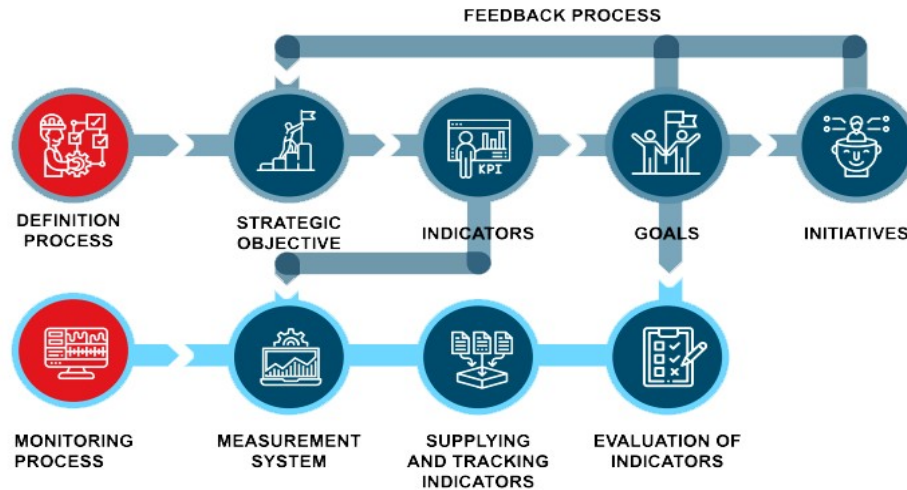 FEEDBACK PROCESS
KPI
DEFINITION
PROCESS
STRATEGIC
OBJECTIVE
INDICATORS
GOALS
INITIATIVES
MONITORING
PROCESS
MEASUREMENT
SYSTEM
SUPPLYING
AND TRACKING
INDICATORS
EVALUATION OF
INDICATORS